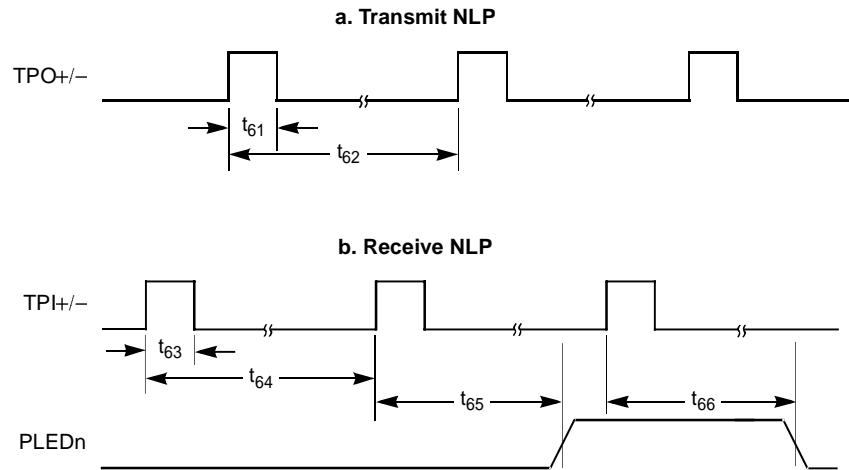 a. Transmit NLP
TPO+/−
t61
t62
b. Receive NLP
TPI+/−
t63
t64
t65
t66
PLEDn